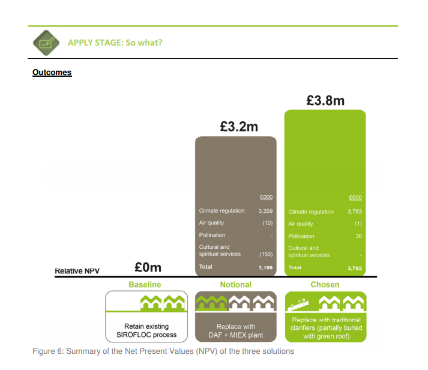 APPLY STAGE: So what?
Outcomes
£3.8m
£3.2m
£000
Climate regulation 3,359
Air quality (10)
Pollination -
Cultural and
spiritual services (150)
Total
£000
Climate regulation 3,763
Air quality (1)
Pollination 30
Cultural and
spiritual services -
Total
Relative NPV
£0m
Baseline
Notional
Chosen
Retain existing
SIROFLOC process
Replace with
DAF + MIEX plant
Replace with traditional
clarifiers (partially buried
with green roof)
Figure 6: Summary of the Net Present Values (NPV) of the three solutions